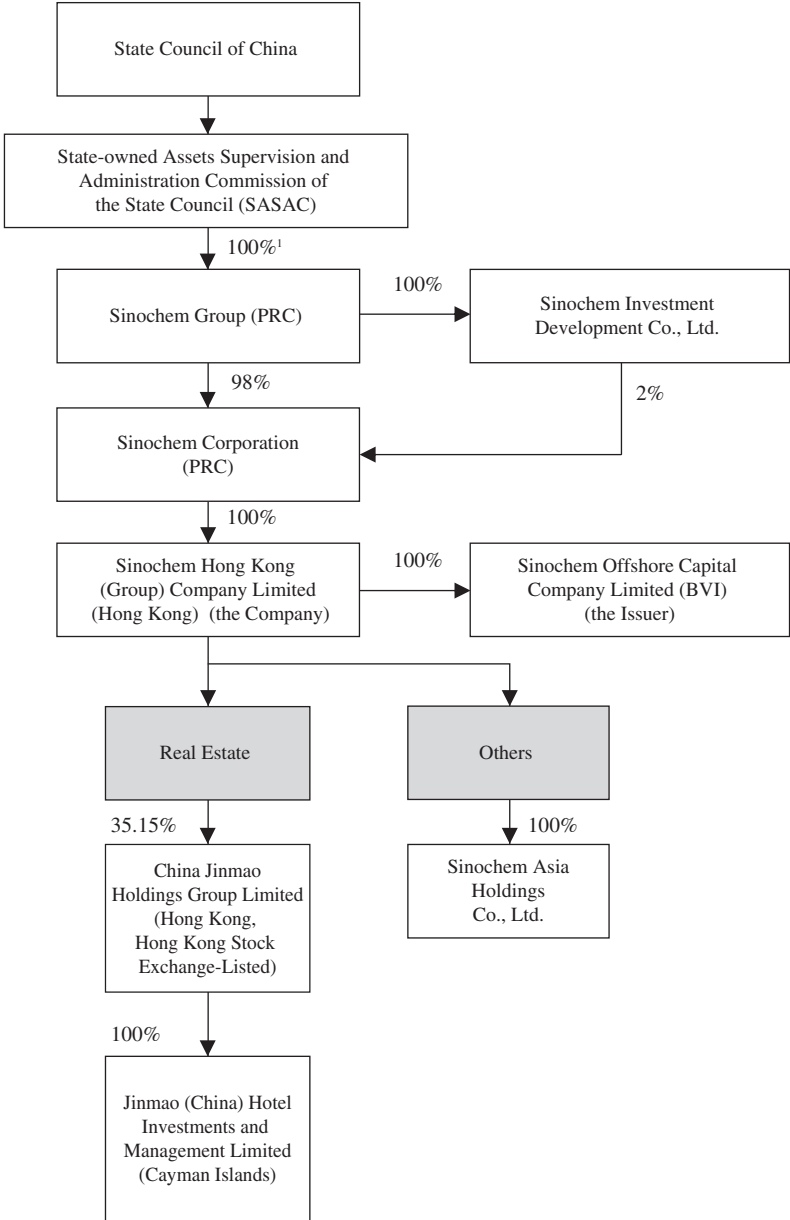 State Council of China
State-owned Assets Supervision and
Administration Commission of
the State Council (SASAC)
100%¹
Sinochem Group (PRC)
100%
Sinochem Investment
Development Co., Ltd.
98%
2%
Sinochem Corporation
(PRC)
100%
Sinochem Hong Kong
(Group) Company Limited
(Hong Kong) (the Company)
100%
Sinochem Offshore Capital
Company Limited (BVI)
(the Issuer)
Real Estate
Others
35.15%
100%
China Jinmao
Holdings Group Limited
(Hong Kong,
Hong Kong Stock
Exchange-Listed)
Sinochem Asia
Holdings
Co., Ltd.
100%
Jinmao (China) Hotel
Investments and
Management Limited
(Cayman Islands)